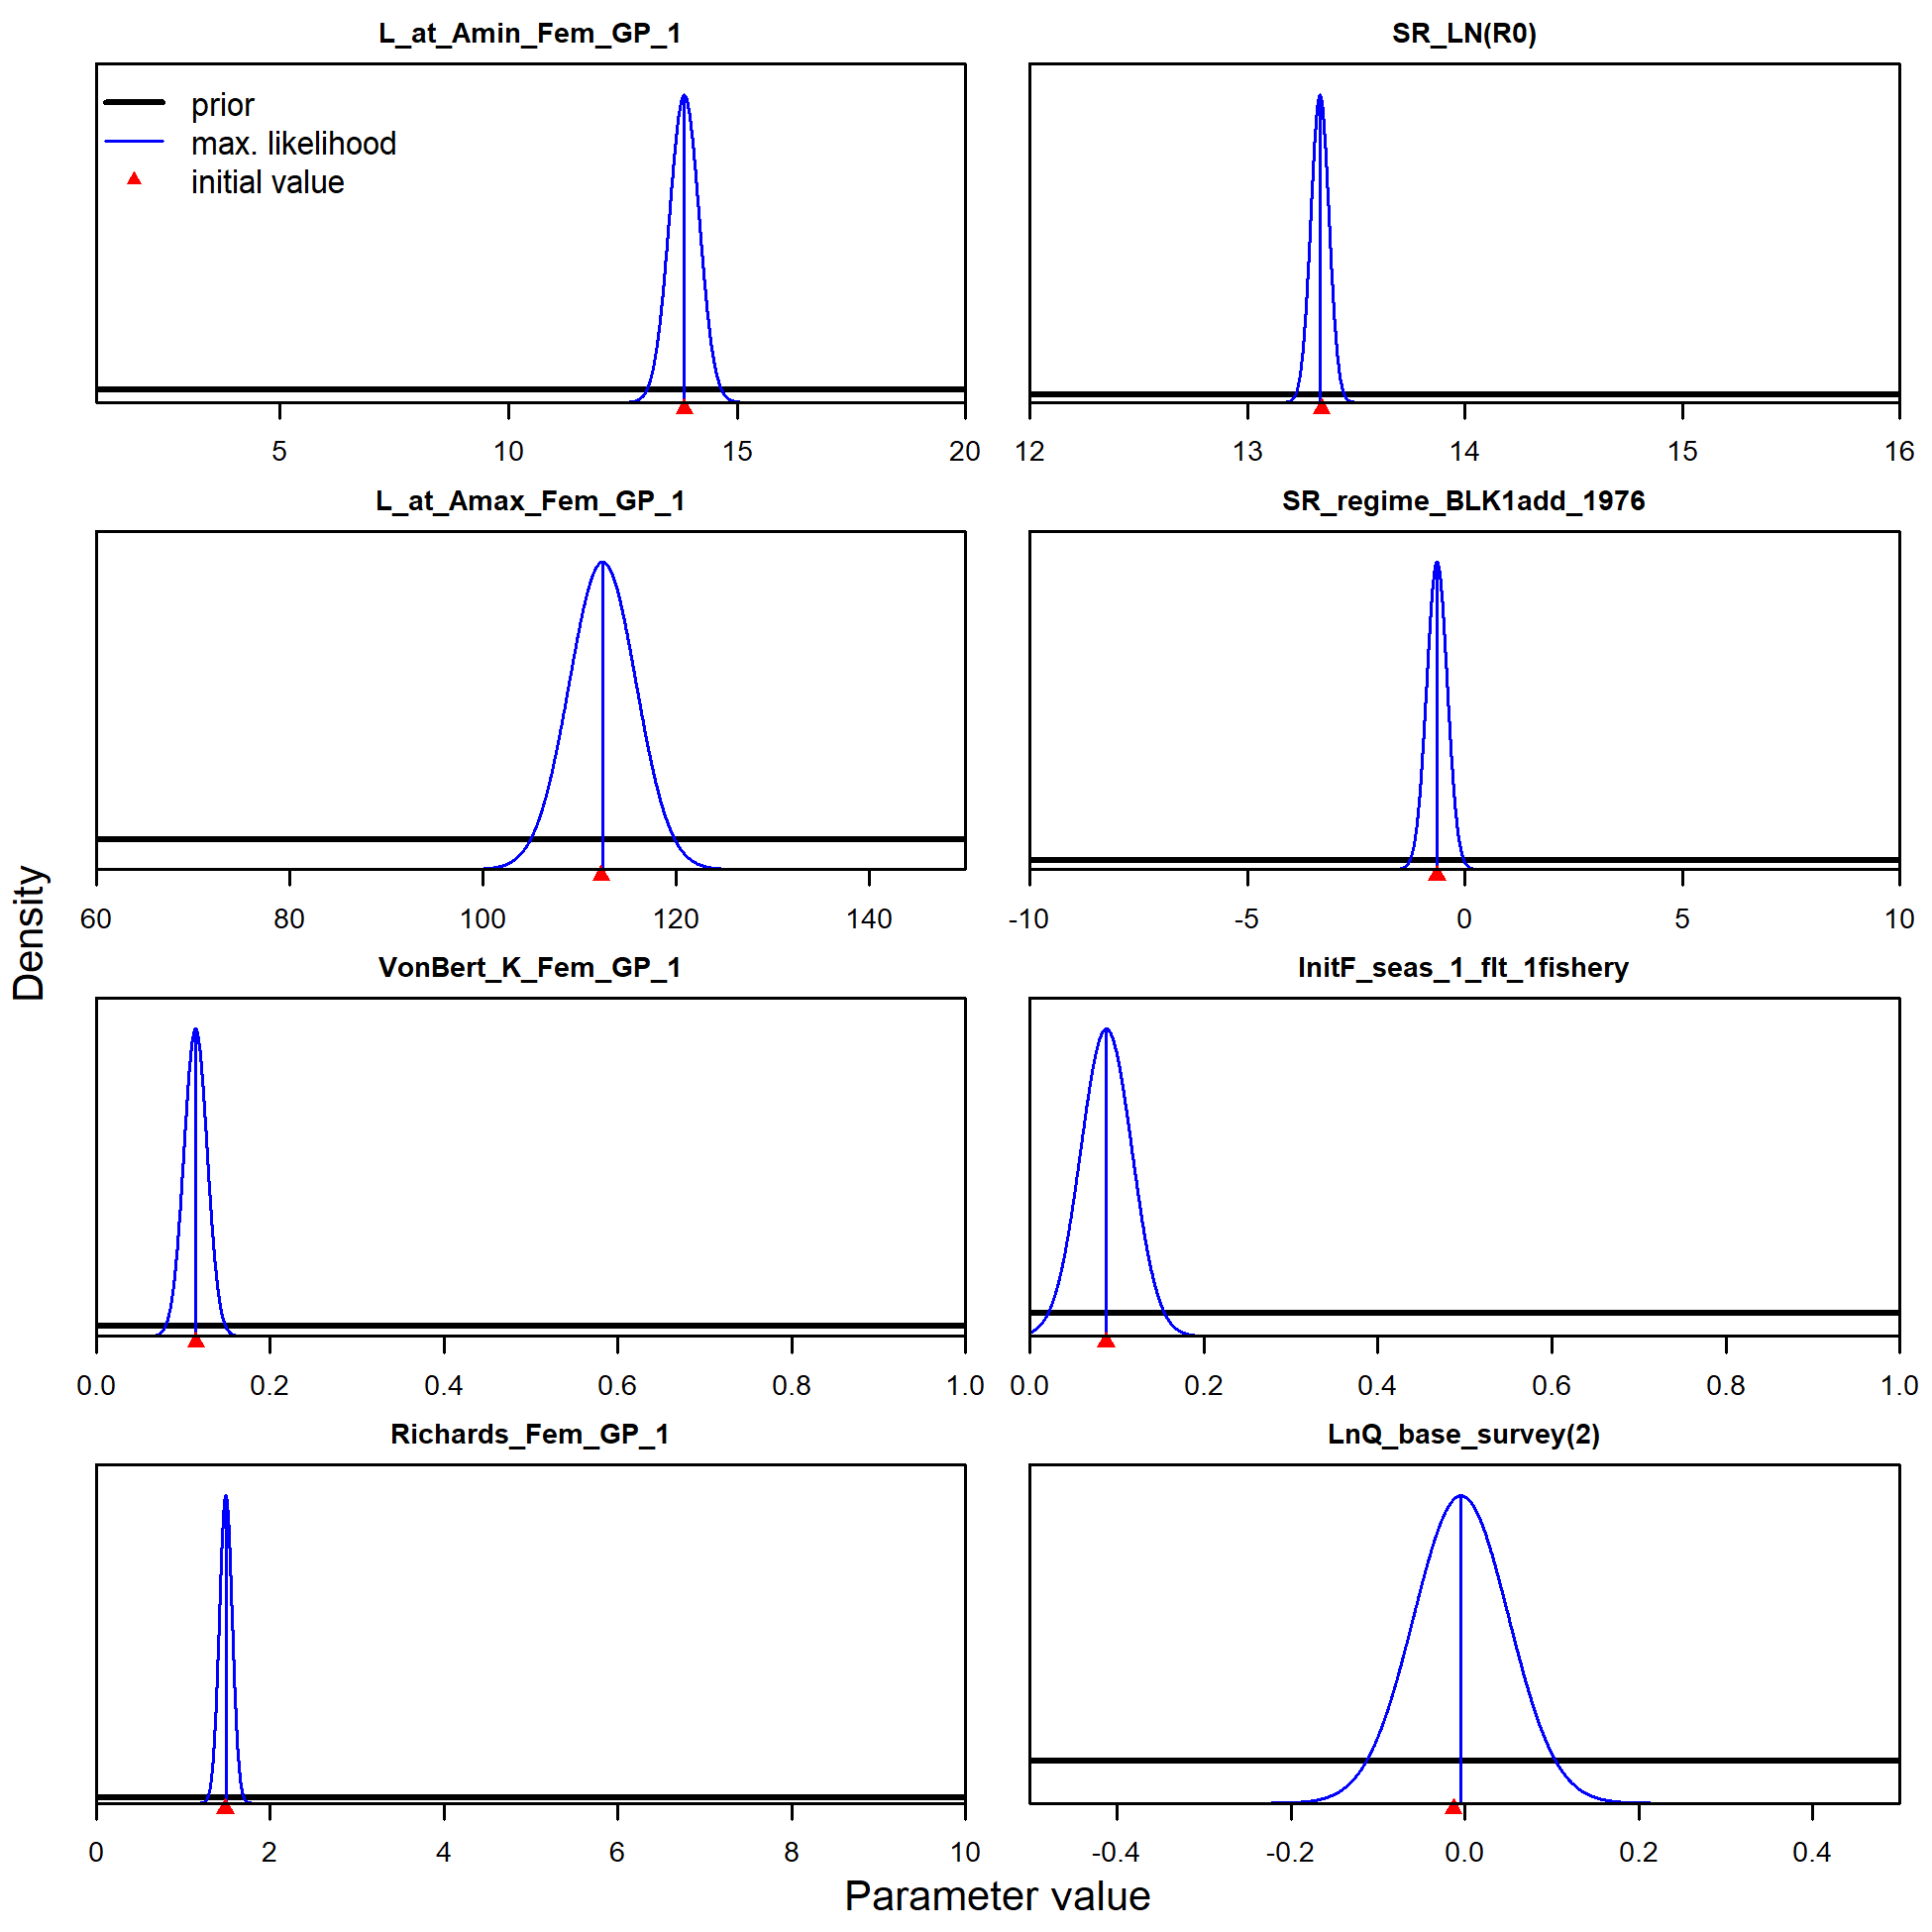 L_at_Amin_Fem_GP_1
prior
max. likelihood
initial value
5 10 15 20
SR_LN(R0)
12 13 14 15 16
L_at_Amax_Fem_GP_1
60 80 100 120 140
SR_regime_BLK1add_1976
-10 -5 0 5 10
VonBert_K_Fem_GP_1
0.0 0.2 0.4 0.6 0.8 1.0
InitF_seas_1_flt_1fishery
0.0 0.2 0.4 0.6 0.8 1.0
Richards_Fem_GP_1
0 2 4 6 8 10
LnQ_base_survey(2)
-0.4 -0.2 0.0 0.2 0.4
Density
Parameter value